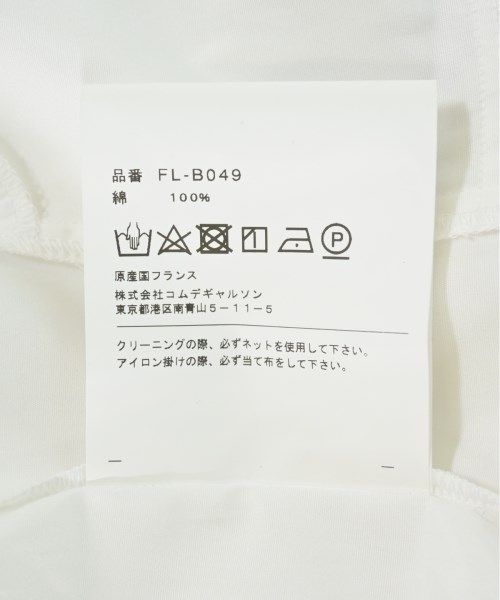 品番 FL-B049
綿 100%
P
原産国フランス
株式会社コムデギャルソン
東京都港区南青山5-11-5
クリーニングの際、必ずネットを使用して下さい。
アイロン掛けの際、必ず当て布をして下さい。